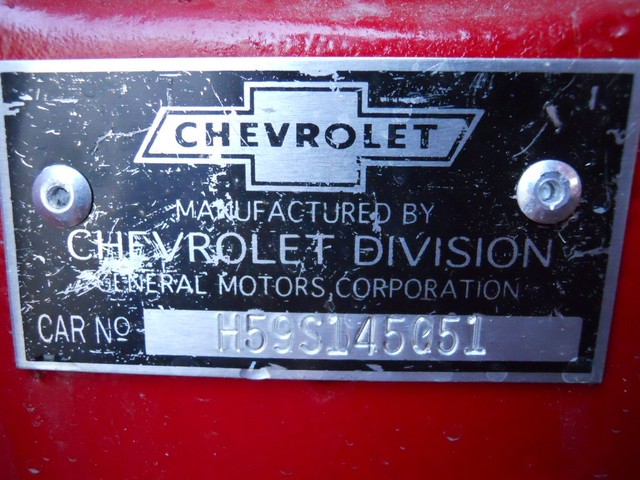 CHEVROLET
MANUFACTURED BY
CHEVROLET DIVISION
GENERAL MOTORS CORPORATION
CAR Nº H59S145051